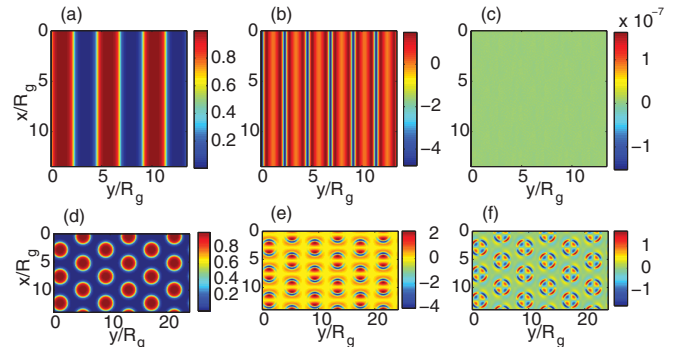 (a) (b) (c)
x 10⁻⁷
0 0.8 0 0 0 1
5 0.6 5 -2 5 0
0.4
10 0.2 10 -4 10 -1
0 5 10 0 5 10 0 5 10
y/R_g y/R_g y/R_g
x/R_g
(d) (e) (f)
0 0.8 0 2 0 1
5 0.6 5 0 5 0
0.4 -2
10 0.2 10 -4 10 -1
0 10 20 0 10 20 0 10 20
y/R_g y/R_g y/R_g
x/R_g